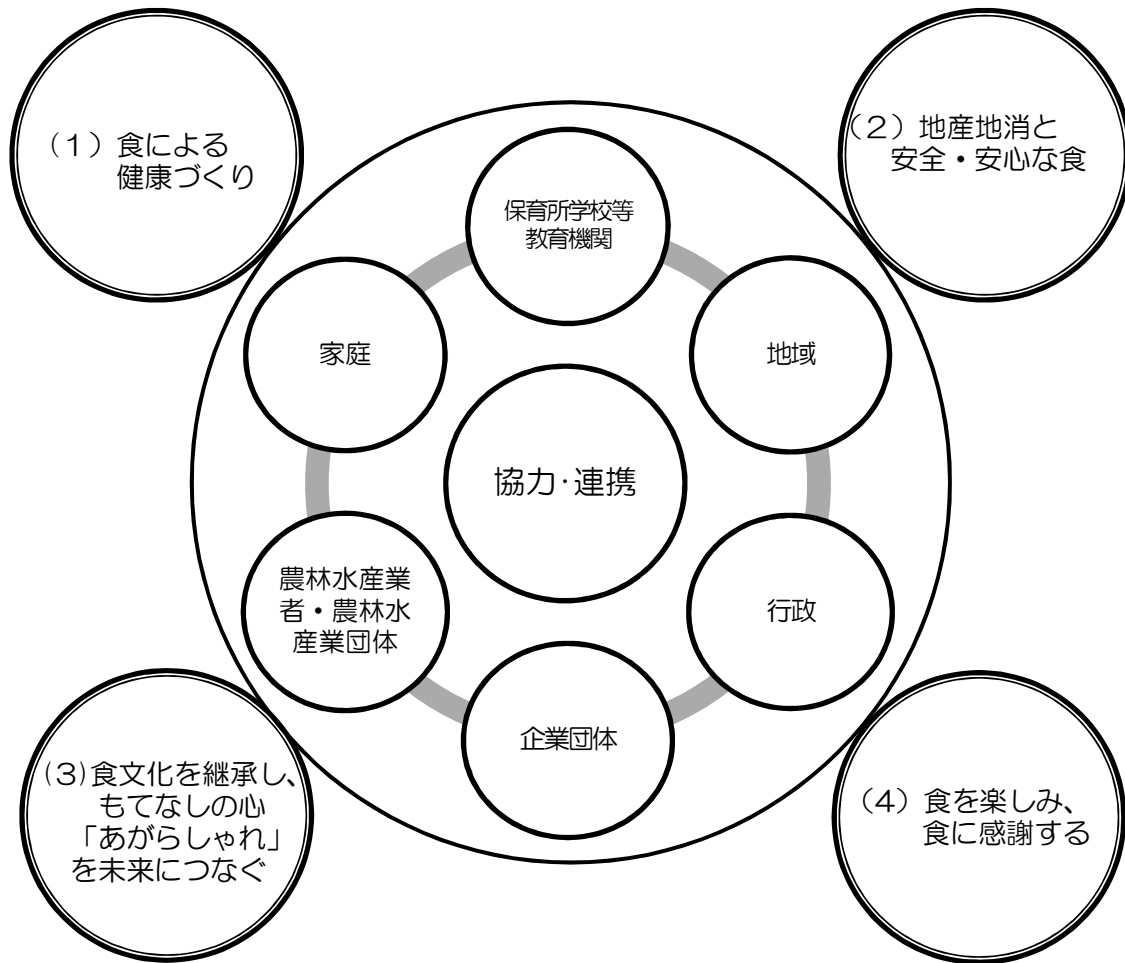 （1）食による
健康づくり
（2）地産地消と
安全・安心な食
保育所学校等
教育機関
家庭
地域
協力・連携
農林水産業
者・農林水
産業団体
行政
企業団体
（3）食文化を継承し、
もてなしの心
「あがらしゃれ」
を未来につなぐ
（4）食を楽しみ、
食に感謝する